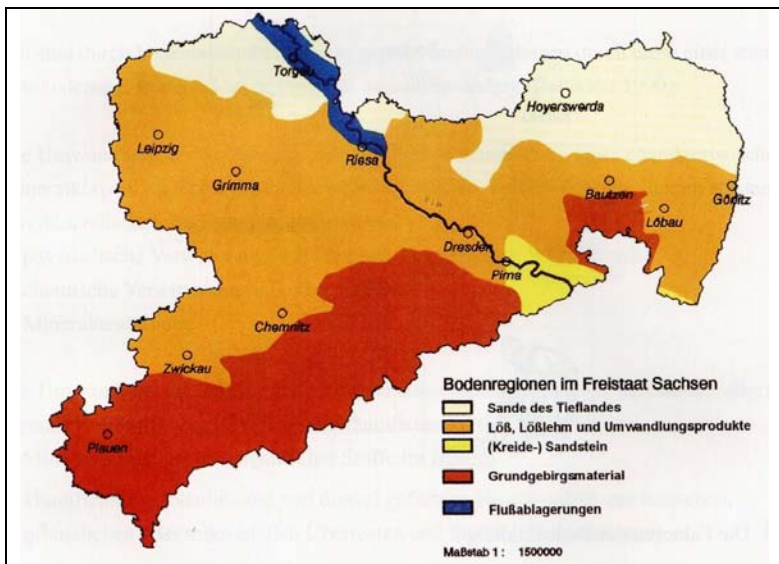 Torgau
Hoyerswerda
Leipzig
Riesa
Grimma
Bautzen
Görlitz
Löbau
Dresden
Pirna
Chemnitz
Zwickau
Plauen
Bodenregionen im Freistaat Sachsen
Sande des Tieflandes
Löß, Lößlehm und Umwandlungsprodukte
(Kreide-) Sandstein
Grundgebirgsmaterial
Flußablagerungen
Maßstab 1 : 1500000